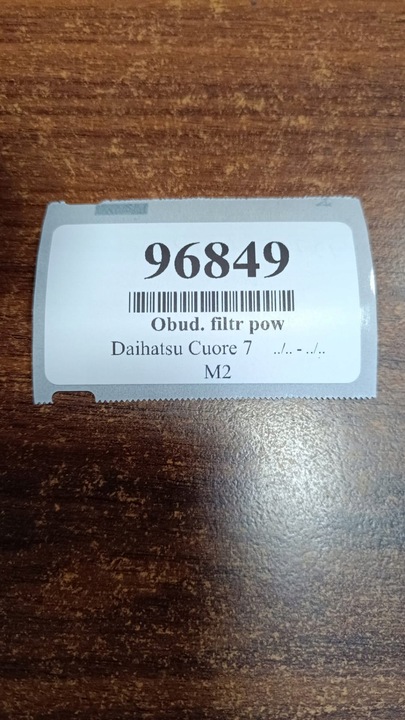 96849
Obud. filtr pow
Daihatsu Cuore 7 ../.. - ../..
M2